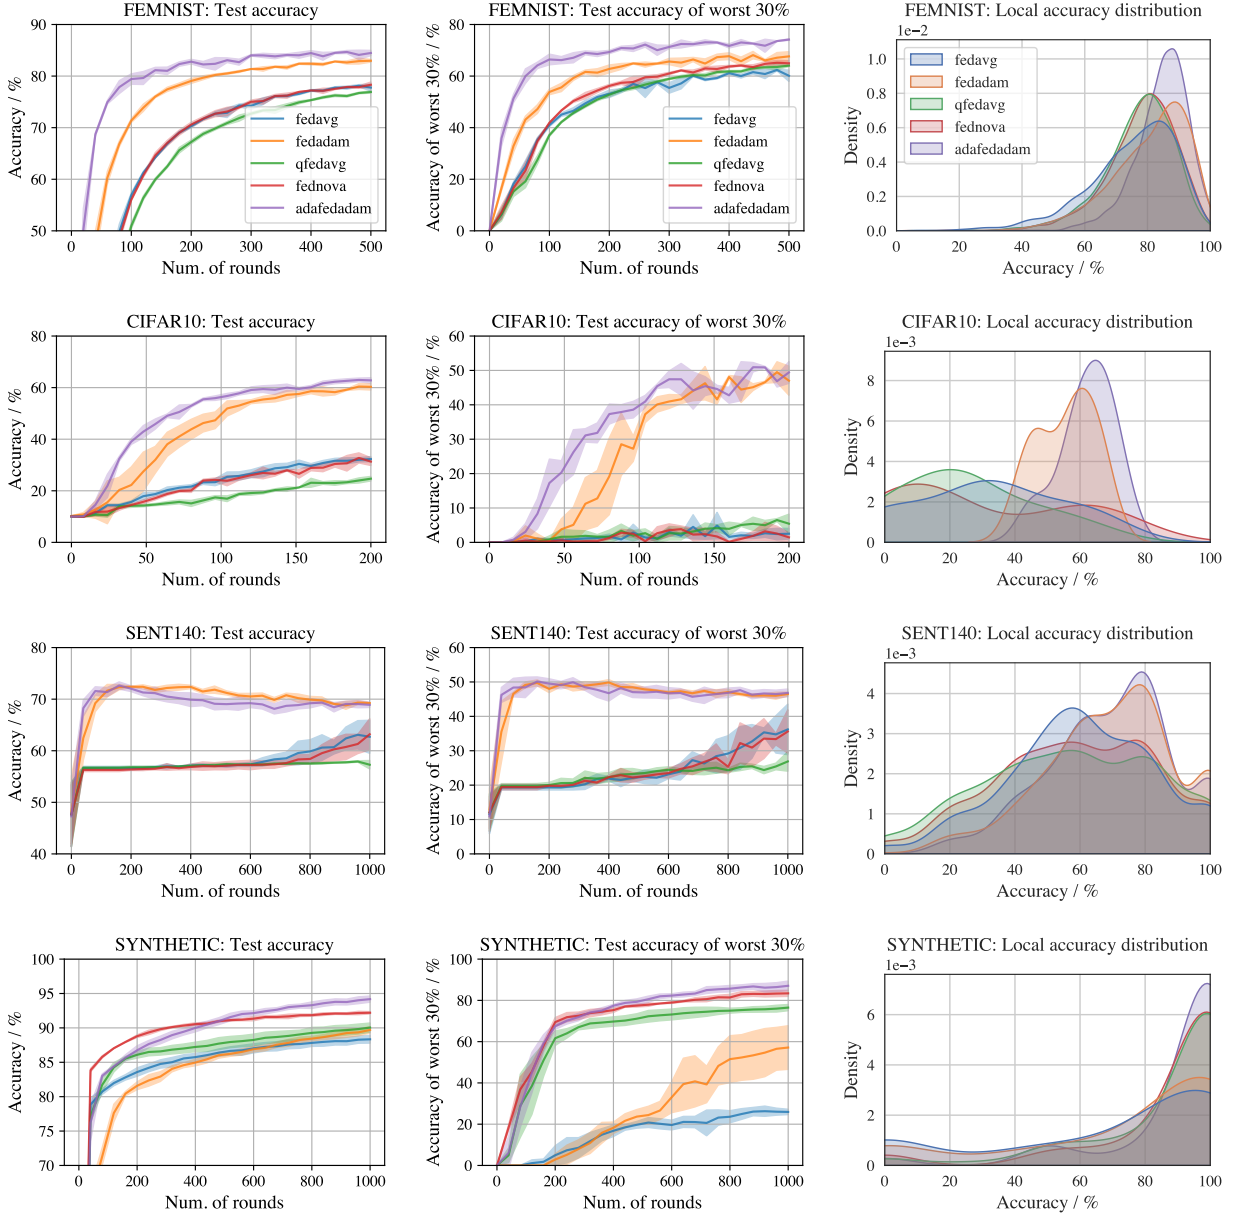 FEMNIST: Test accuracy
90
80
70
60
50
Accuracy / %
0 100 200 300 400 500
Num. of rounds
fedavg
fedadam
qfedavg
fednova
adafedadam
FEMNIST: Test accuracy of worst 30%
80
60
40
20
0
Accuracy of worst 30% / %
0 100 200 300 400 500
Num. of rounds
fedavg
fedadam
qfedavg
fednova
adafedadam
FEMNIST: Local accuracy distribution
1e−2
1.0
0.8
0.6
0.4
0.2
0.0
Density
0 20 40 60 80 100
Accuracy / %
fedavg
fedadam
qfedavg
fednova
adafedadam
CIFAR10: Test accuracy
80
60
40
20
0
Accuracy / %
0 50 100 150 200
Num. of rounds
CIFAR10: Test accuracy of worst 30%
60
50
40
30
20
10
0
Accuracy of worst 30% / %
0 50 100 150 200
Num. of rounds
CIFAR10: Local accuracy distribution
1e−3
8
6
4
2
0
Density
0 20 40 60 80 100
Accuracy / %
SENT140: Test accuracy
80
70
60
50
40
Accuracy / %
0 200 400 600 800 1000
Num. of rounds
SENT140: Test accuracy of worst 30%
60
50
40
30
20
10
0
Accuracy of worst 30% / %
0 200 400 600 800 1000
Num. of rounds
SENT140: Local accuracy distribution
1e−3
4
3
2
1
0
Density
0 20 40 60 80 100
Accuracy / %
SYNTHETIC: Test accuracy
100
95
90
85
80
75
70
Accuracy / %
0 200 400 600 800 1000
Num. of rounds
SYNTHETIC: Test accuracy of worst 30%
100
80
60
40
20
0
Accuracy of worst 30% / %
0 200 400 600 800 1000
Num. of rounds
SYNTHETIC: Local accuracy distribution
1e−3
6
4
2
0
Density
0 20 40 60 80 100
Accuracy / %